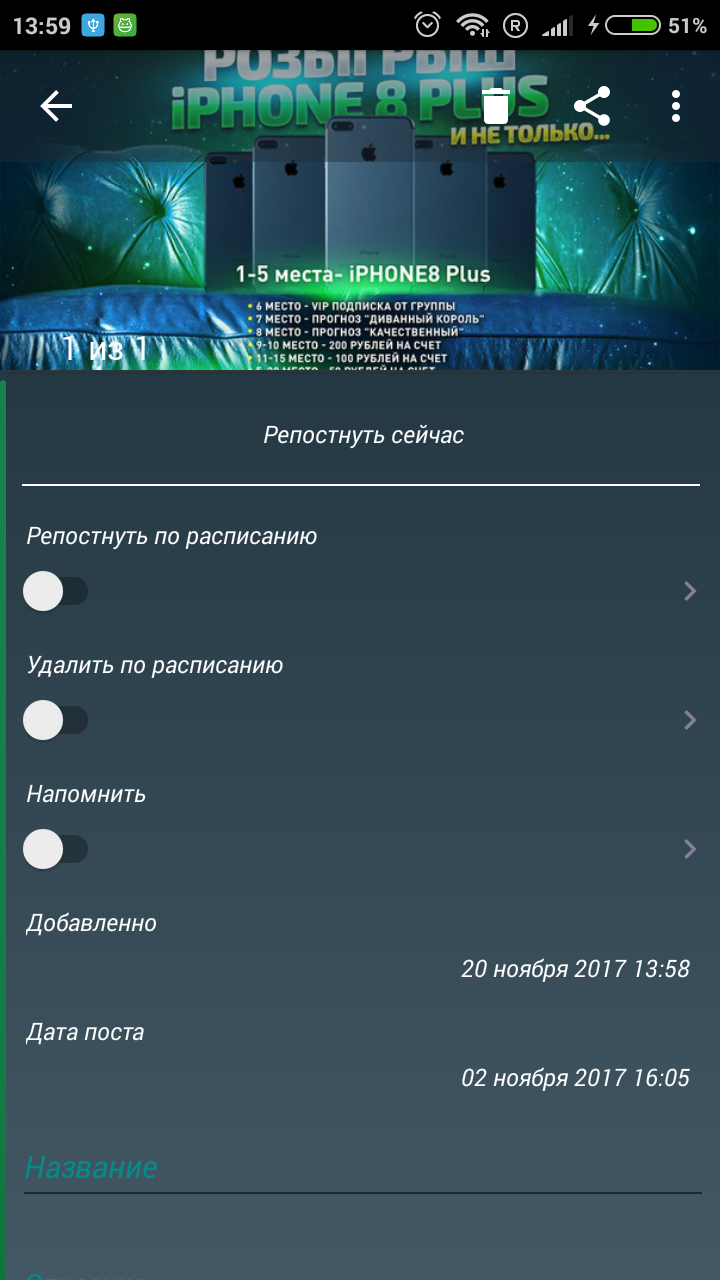 13:59
R
51%
РОЗЫГРЫШ
iPHONE 8 PLUS
И НЕ ТОЛЬКО...
1-5 места- iPHONE8 Plus
• 6 МЕСТО - VIP ПОДПИСКА ОТ ГРУППЫ
• 7 МЕСТО - ПРОГНОЗ "ДИВАННЫЙ КОРОЛЬ"
• 8 МЕСТО - ПРОГНОЗ "КАЧЕСТВЕННЫЙ"
• 9-10 МЕСТО - 200 РУБЛЕЙ НА СЧЕТ
1 из 1
• 11-15 МЕСТО - 100 РУБЛЕЙ НА СЧЕТ
Репостнуть сейчас
Репостнуть по расписанию
Удалить по расписанию
Напомнить
Добавленно
20 ноября 2017 13:58
Дата поста
02 ноября 2017 16:05
Название